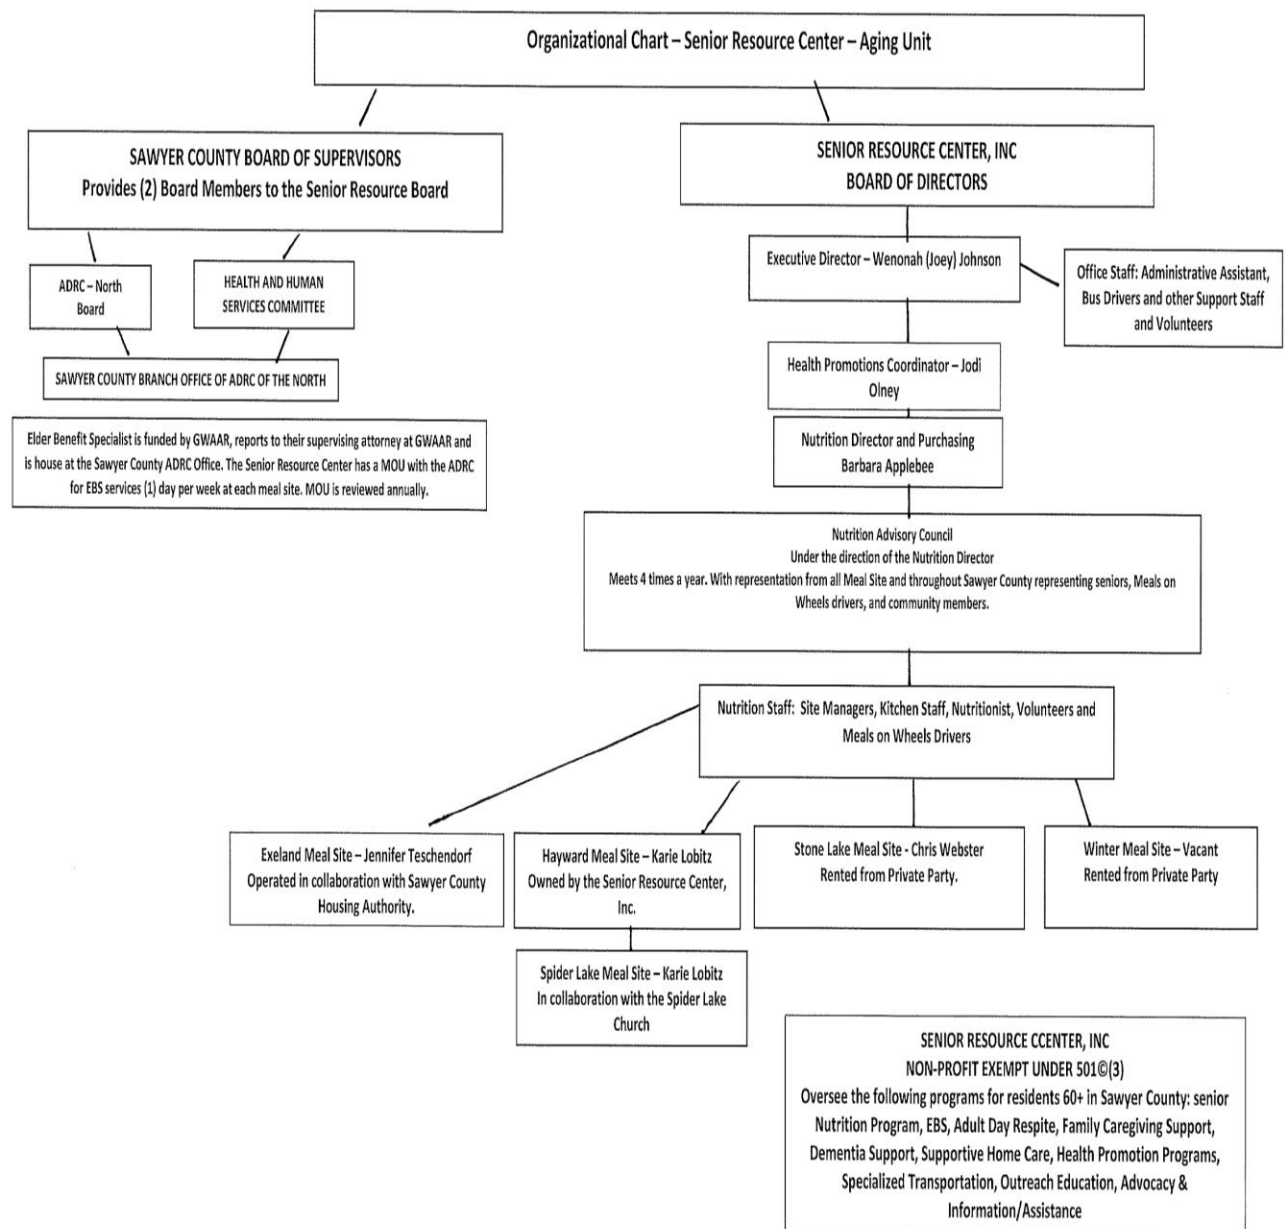 Organizational Chart – Senior Resource Center – Aging Unit
SAWYER COUNTY BOARD OF SUPERVISORS
Provides (2) Board Members to the Senior Resource Board
SENIOR RESOURCE CENTER, INC
BOARD OF DIRECTORS
ADRC – North
Board
HEALTH AND HUMAN
SERVICES COMMITTEE
SAWYER COUNTY BRANCH OFFICE OF ADRC OF THE NORTH
Elder Benefit Specialist is funded by GWAAR, reports to their supervising attorney at GWAAR and
is house at the Sawyer County ADRC Office. The Senior Resource Center has a MOU with the ADRC
for EBS services (1) day per week at each meal site. MOU is reviewed annually.
Executive Director – Wenonah (Joey) Johnson
Office Staff: Administrative Assistant,
Bus Drivers and other Support Staff
and Volunteers
Health Promotions Coordinator – Jodi
Olney
Nutrition Director and Purchasing
Barbara Applebee
Nutrition Advisory Council
Under the direction of the Nutrition Director
Meets 4 times a year. With representation from all Meal Site and throughout Sawyer County representing seniors, Meals on
Wheels drivers, and community members.
Nutrition Staff: Site Managers, Kitchen Staff, Nutritionist, Volunteers and
Meals on Wheels Drivers
Exeland Meal Site – Jennifer Teschendorf
Operated in collaboration with Sawyer County
Housing Authority.
Hayward Meal Site – Karie Lobitz
Owned by the Senior Resource Center,
Inc.
Stone Lake Meal Site - Chris Webster
Rented from Private Party.
Winter Meal Site – Vacant
Rented from Private Party
Spider Lake Meal Site – Karie Lobitz
In collaboration with the Spider Lake
Church
SENIOR RESOURCE CCENTER, INC
NON-PROFIT EXEMPT UNDER 501©(3)
Oversee the following programs for residents 60+ in Sawyer County: senior
Nutrition Program, EBS, Adult Day Respite, Family Caregiving Support,
Dementia Support, Supportive Home Care, Health Promotion Programs,
Specialized Transportation, Outreach Education, Advocacy &
Information/Assistance